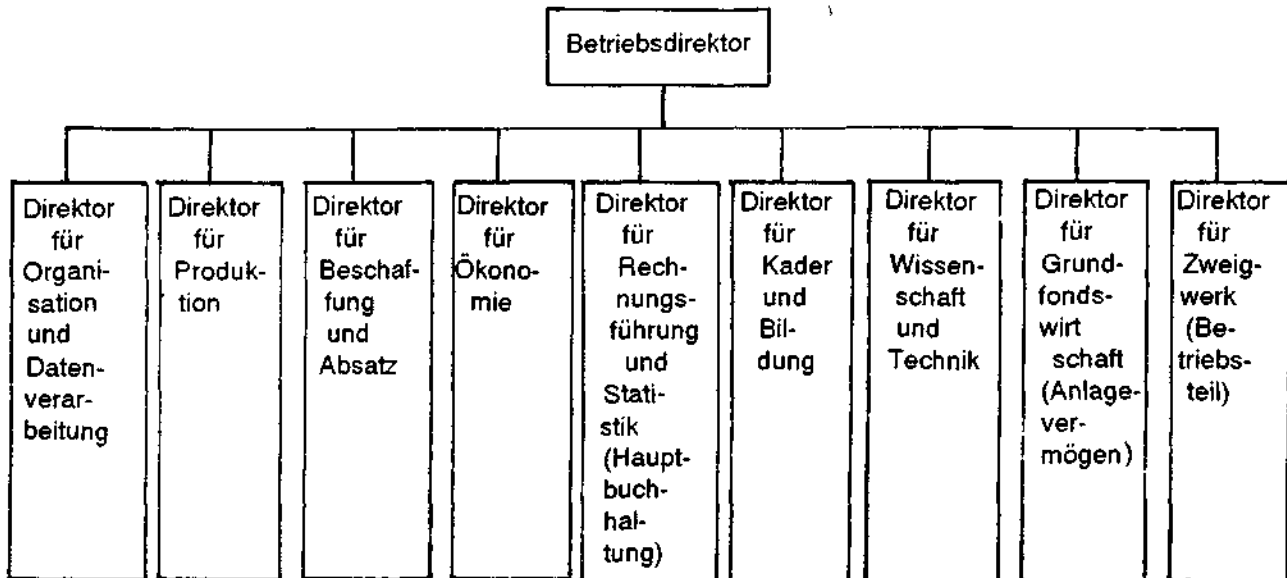 Betriebsdirektor
Direktor
für
Organi-
sation
und
Daten-
verar-
beitung
Direktor
für
Produk-
tion
Direktor
für
Beschaf-
fung
und
Absatz
Direktor
für
Ökono-
mie
Direktor
für
Rech-
nungs-
führung
und
Stati-
stik
(Haupt-
buch-
hal-
tung)
Direktor
für
Kader
und
Bil-
dung
Direktor
für
Wissen-
schaft
und
Technik
Direktor
für
Grund-
fonds-
wirt
schaft
(Anlage-
ver-
mögen)
Direktor
für
Zweig-
werk
(Be-
triebs-
teil)